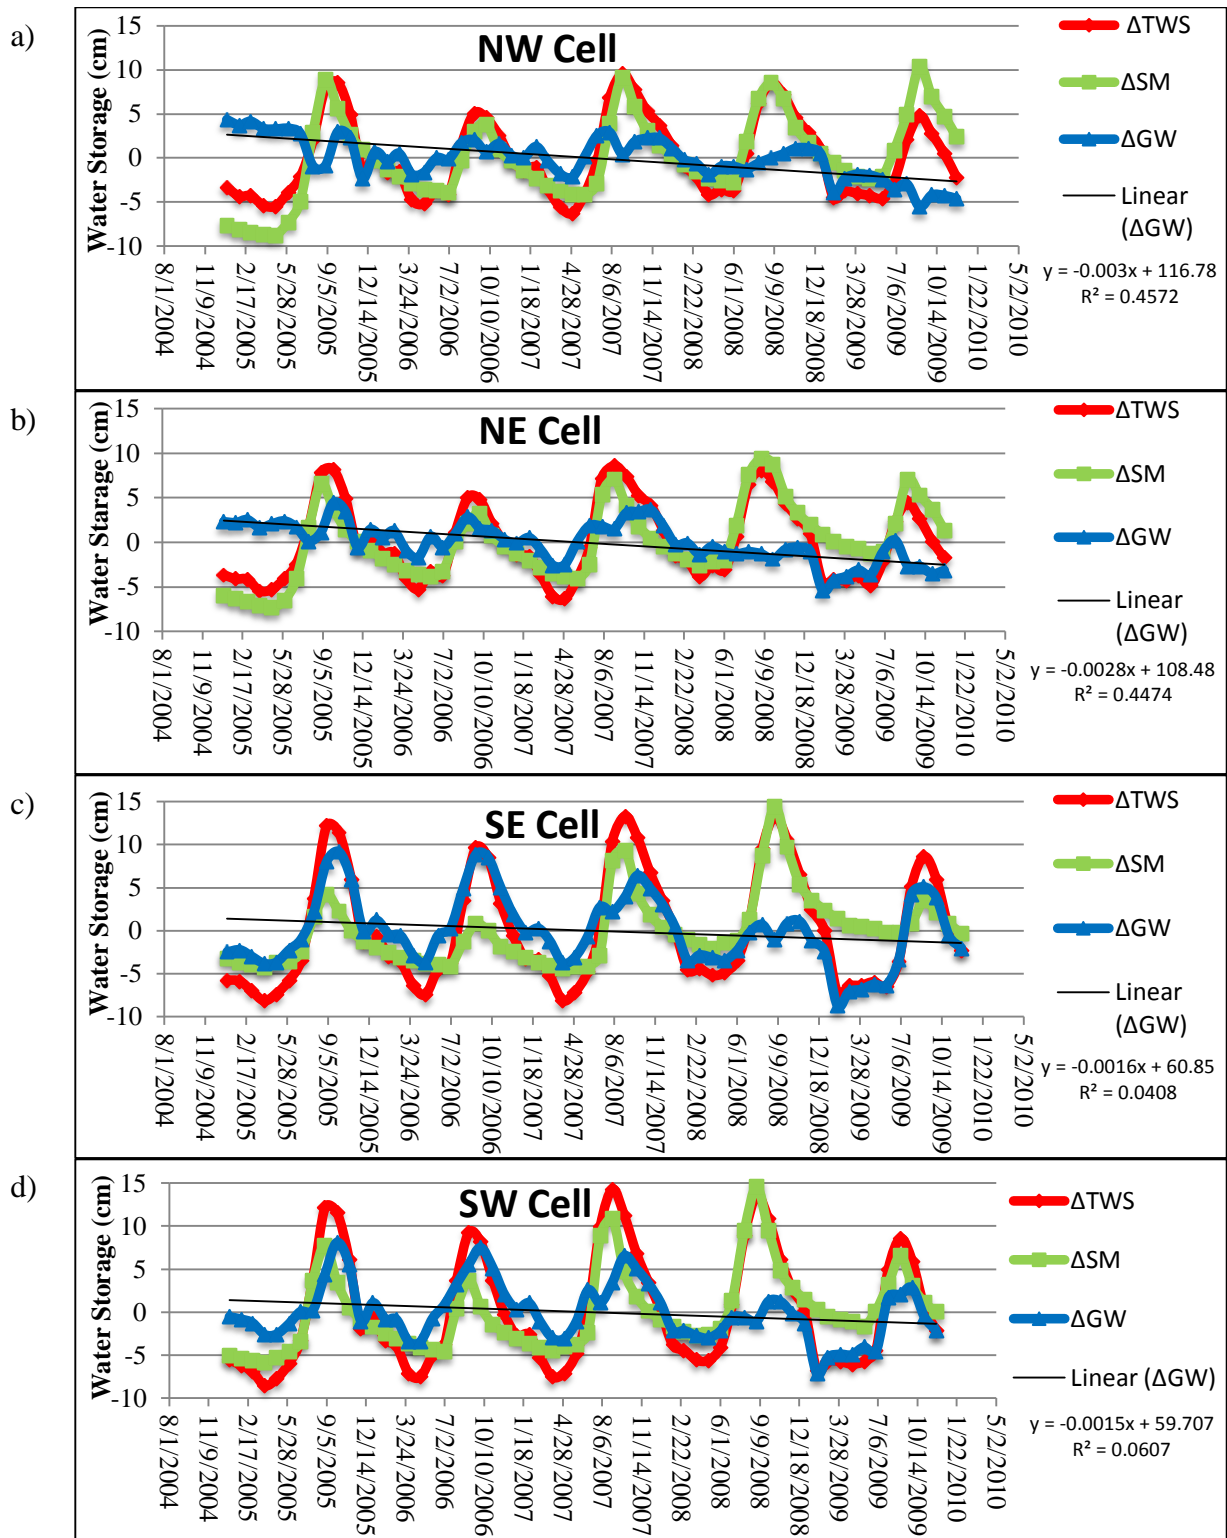 a)
NW Cell
Water Storage (cm)
15
10
5
0
-5
-10
8/1/2004
11/9/2004
2/17/2005
5/28/2005
9/5/2005
12/14/2005
3/24/2006
7/2/2006
10/10/2006
1/18/2007
4/28/2007
8/6/2007
11/14/2007
2/22/2008
6/1/2008
9/9/2008
12/18/2008
3/28/2009
7/6/2009
10/14/2009
1/22/2010
5/2/2010
ΔTWS
ΔSM
ΔGW
Linear
(ΔGW)
y = -0.003x + 116.78
R² = 0.4572
b)
NE Cell
Water Starage (cm)
15
10
5
0
-5
-10
8/1/2004
11/9/2004
2/17/2005
5/28/2005
9/5/2005
12/14/2005
3/24/2006
7/2/2006
10/10/2006
1/18/2007
4/28/2007
8/6/2007
11/14/2007
2/22/2008
6/1/2008
9/9/2008
12/18/2008
3/28/2009
7/6/2009
10/14/2009
1/22/2010
5/2/2010
ΔTWS
ΔSM
ΔGW
Linear
(ΔGW)
y = -0.0028x + 108.48
R² = 0.4474
c)
SE Cell
Water Storage (cm)
15
10
5
0
-5
-10
8/1/2004
11/9/2004
2/17/2005
5/28/2005
9/5/2005
12/14/2005
3/24/2006
7/2/2006
10/10/2006
1/18/2007
4/28/2007
8/6/2007
11/14/2007
2/22/2008
6/1/2008
9/9/2008
12/18/2008
3/28/2009
7/6/2009
10/14/2009
1/22/2010
5/2/2010
ΔTWS
ΔSM
ΔGW
Linear
(ΔGW)
y = -0.0016x + 60.85
R² = 0.0408
d)
SW Cell
Water Storage (cm)
15
10
5
0
-5
-10
8/1/2004
11/9/2004
2/17/2005
5/28/2005
9/5/2005
12/14/2005
3/24/2006
7/2/2006
10/10/2006
1/18/2007
4/28/2007
8/6/2007
11/14/2007
2/22/2008
6/1/2008
9/9/2008
12/18/2008
3/28/2009
7/6/2009
10/14/2009
1/22/2010
5/2/2010
ΔTWS
ΔSM
ΔGW
Linear (ΔGW)
y = -0.0015x + 59.707
R² = 0.0607